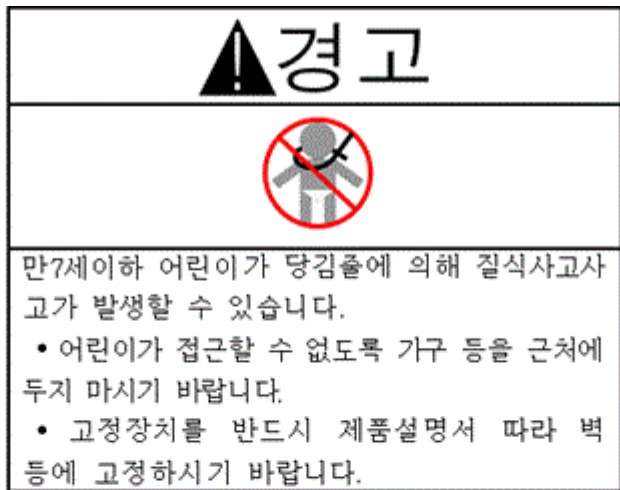 경고
만7세이하 어린이가 당김줄에 의해 질식사고사
고가 발생할 수 있습니다.
• 어린이가 접근할 수 없도록 가구 등을 근처에
두지 마시기 바랍니다.
• 고정장치를 반드시 제품설명서 따라 벽
등에 고정하시기 바랍니다.